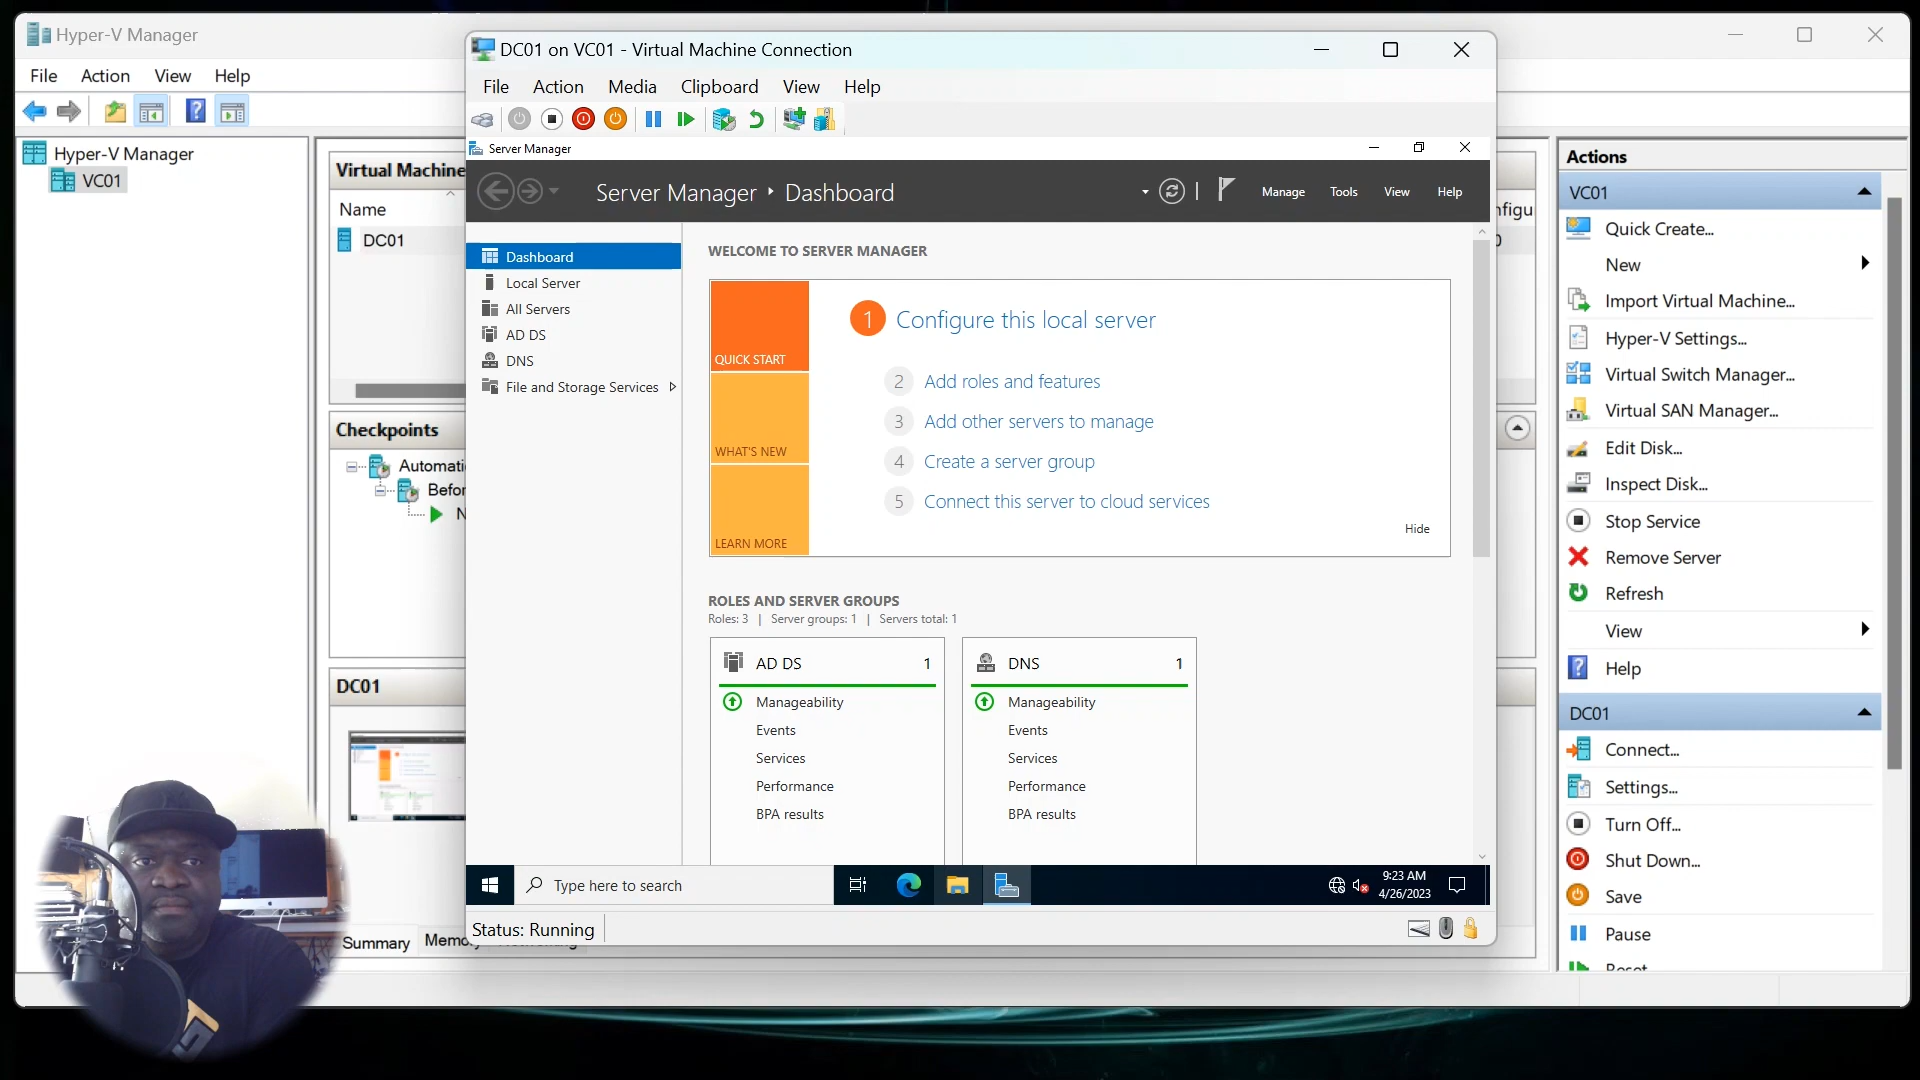 Hyper-V Manager
File Action View Help
Hyper-V Manager
VC01
Virtual Machine
Name
DC01
Checkpoints
Automati
Befor
N
DC01
Summary
DC01 on VC01 - Virtual Machine Connection
File Action Media Clipboard View Help
Server Manager
Server Manager ‣ Dashboard
Manage Tools View Help
Dashboard
Local Server
All Servers
AD DS
DNS
File and Storage Services
WELCOME TO SERVER MANAGER
QUICK START
WHAT'S NEW
LEARN MORE
1 Configure this local server
2 Add roles and features
3 Add other servers to manage
4 Create a server group
5 Connect this server to cloud services
Hide
ROLES AND SERVER GROUPS
Roles: 3 | Server groups: 1 | Servers total: 1
AD DS 1
Manageability
Events
Services
Performance
BPA results
DNS 1
Manageability
Events
Services
Performance
BPA results
Type here to search
9:23 AM
4/26/2023
Status: Running
nfigu
Actions
VC01
Quick Create...
New
Import Virtual Machine...
Hyper-V Settings...
Virtual Switch Manager...
Virtual SAN Manager...
Edit Disk...
Inspect Disk...
Stop Service
Remove Server
Refresh
View
Help
DC01
Connect...
Settings...
Turn Off...
Shut Down...
Save
Pause